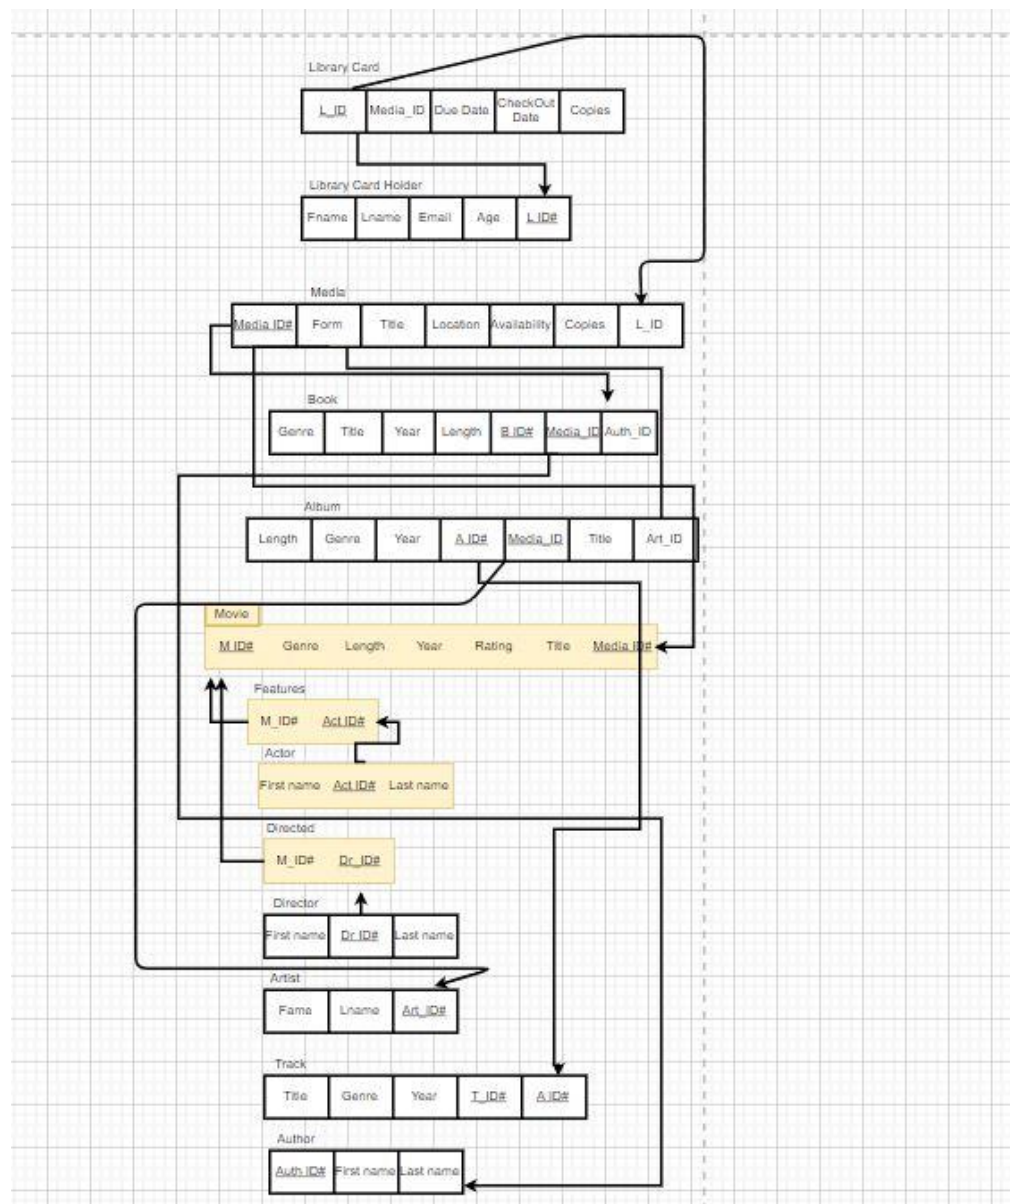 Library Card
L_ID Media_ID Due Date CheckOut Date Copies
Library Card Holder
Fname Lname Email Age L ID#
Media
Media ID# Form Title Location Availability Copies L_ID
Book
Genre Title Year Length B ID# Media_ID Auth_ID
Album
Length Genre Year A ID# Media_ID Title Art_ID
Movie
M ID# Genre Length Year Rating Title Media ID#
Features
M_ID# Act ID#
Actor
First name Act ID# Last name
Directed
M_ID# Dr_ID#
Director
First name Dr ID# Last name
Artist
Fame Lname Art_ID#
Track
Title Genre Year T_ID# A ID#
Author
Auth ID# First name Last name